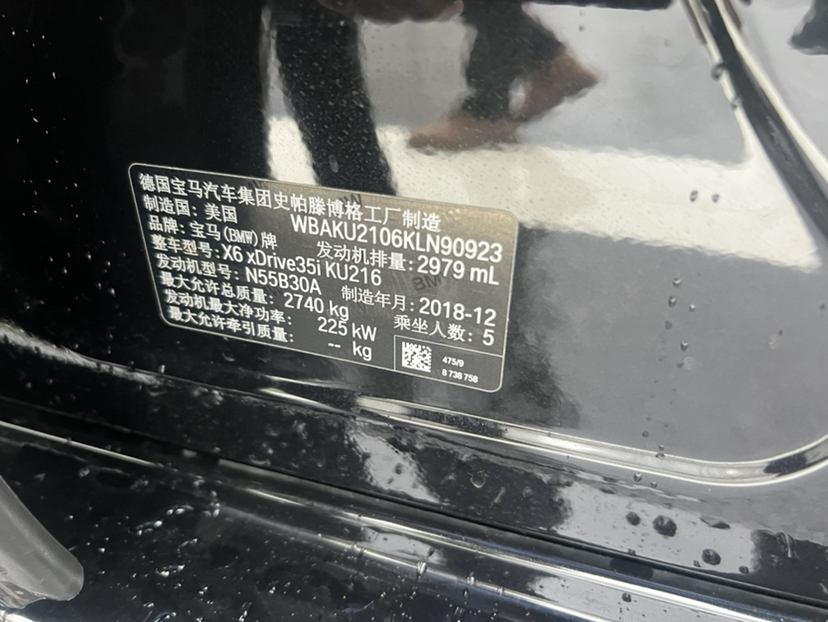 德国宝马汽车集团史帕滕博格工厂制造
制造国：美国 WBAKU2106KLN90923
品牌：宝马(BMW)牌 发动机排量：2979 mL
整车型号：X6 xDrive35i KU216
发动机型号：N55B30A 制造年月：2018-12
最大允许总质量：2740 kg 乘坐人数：5
发动机最大净功率：225 kW
最大允许牵引质量：-- kg
475/9
8 738 758